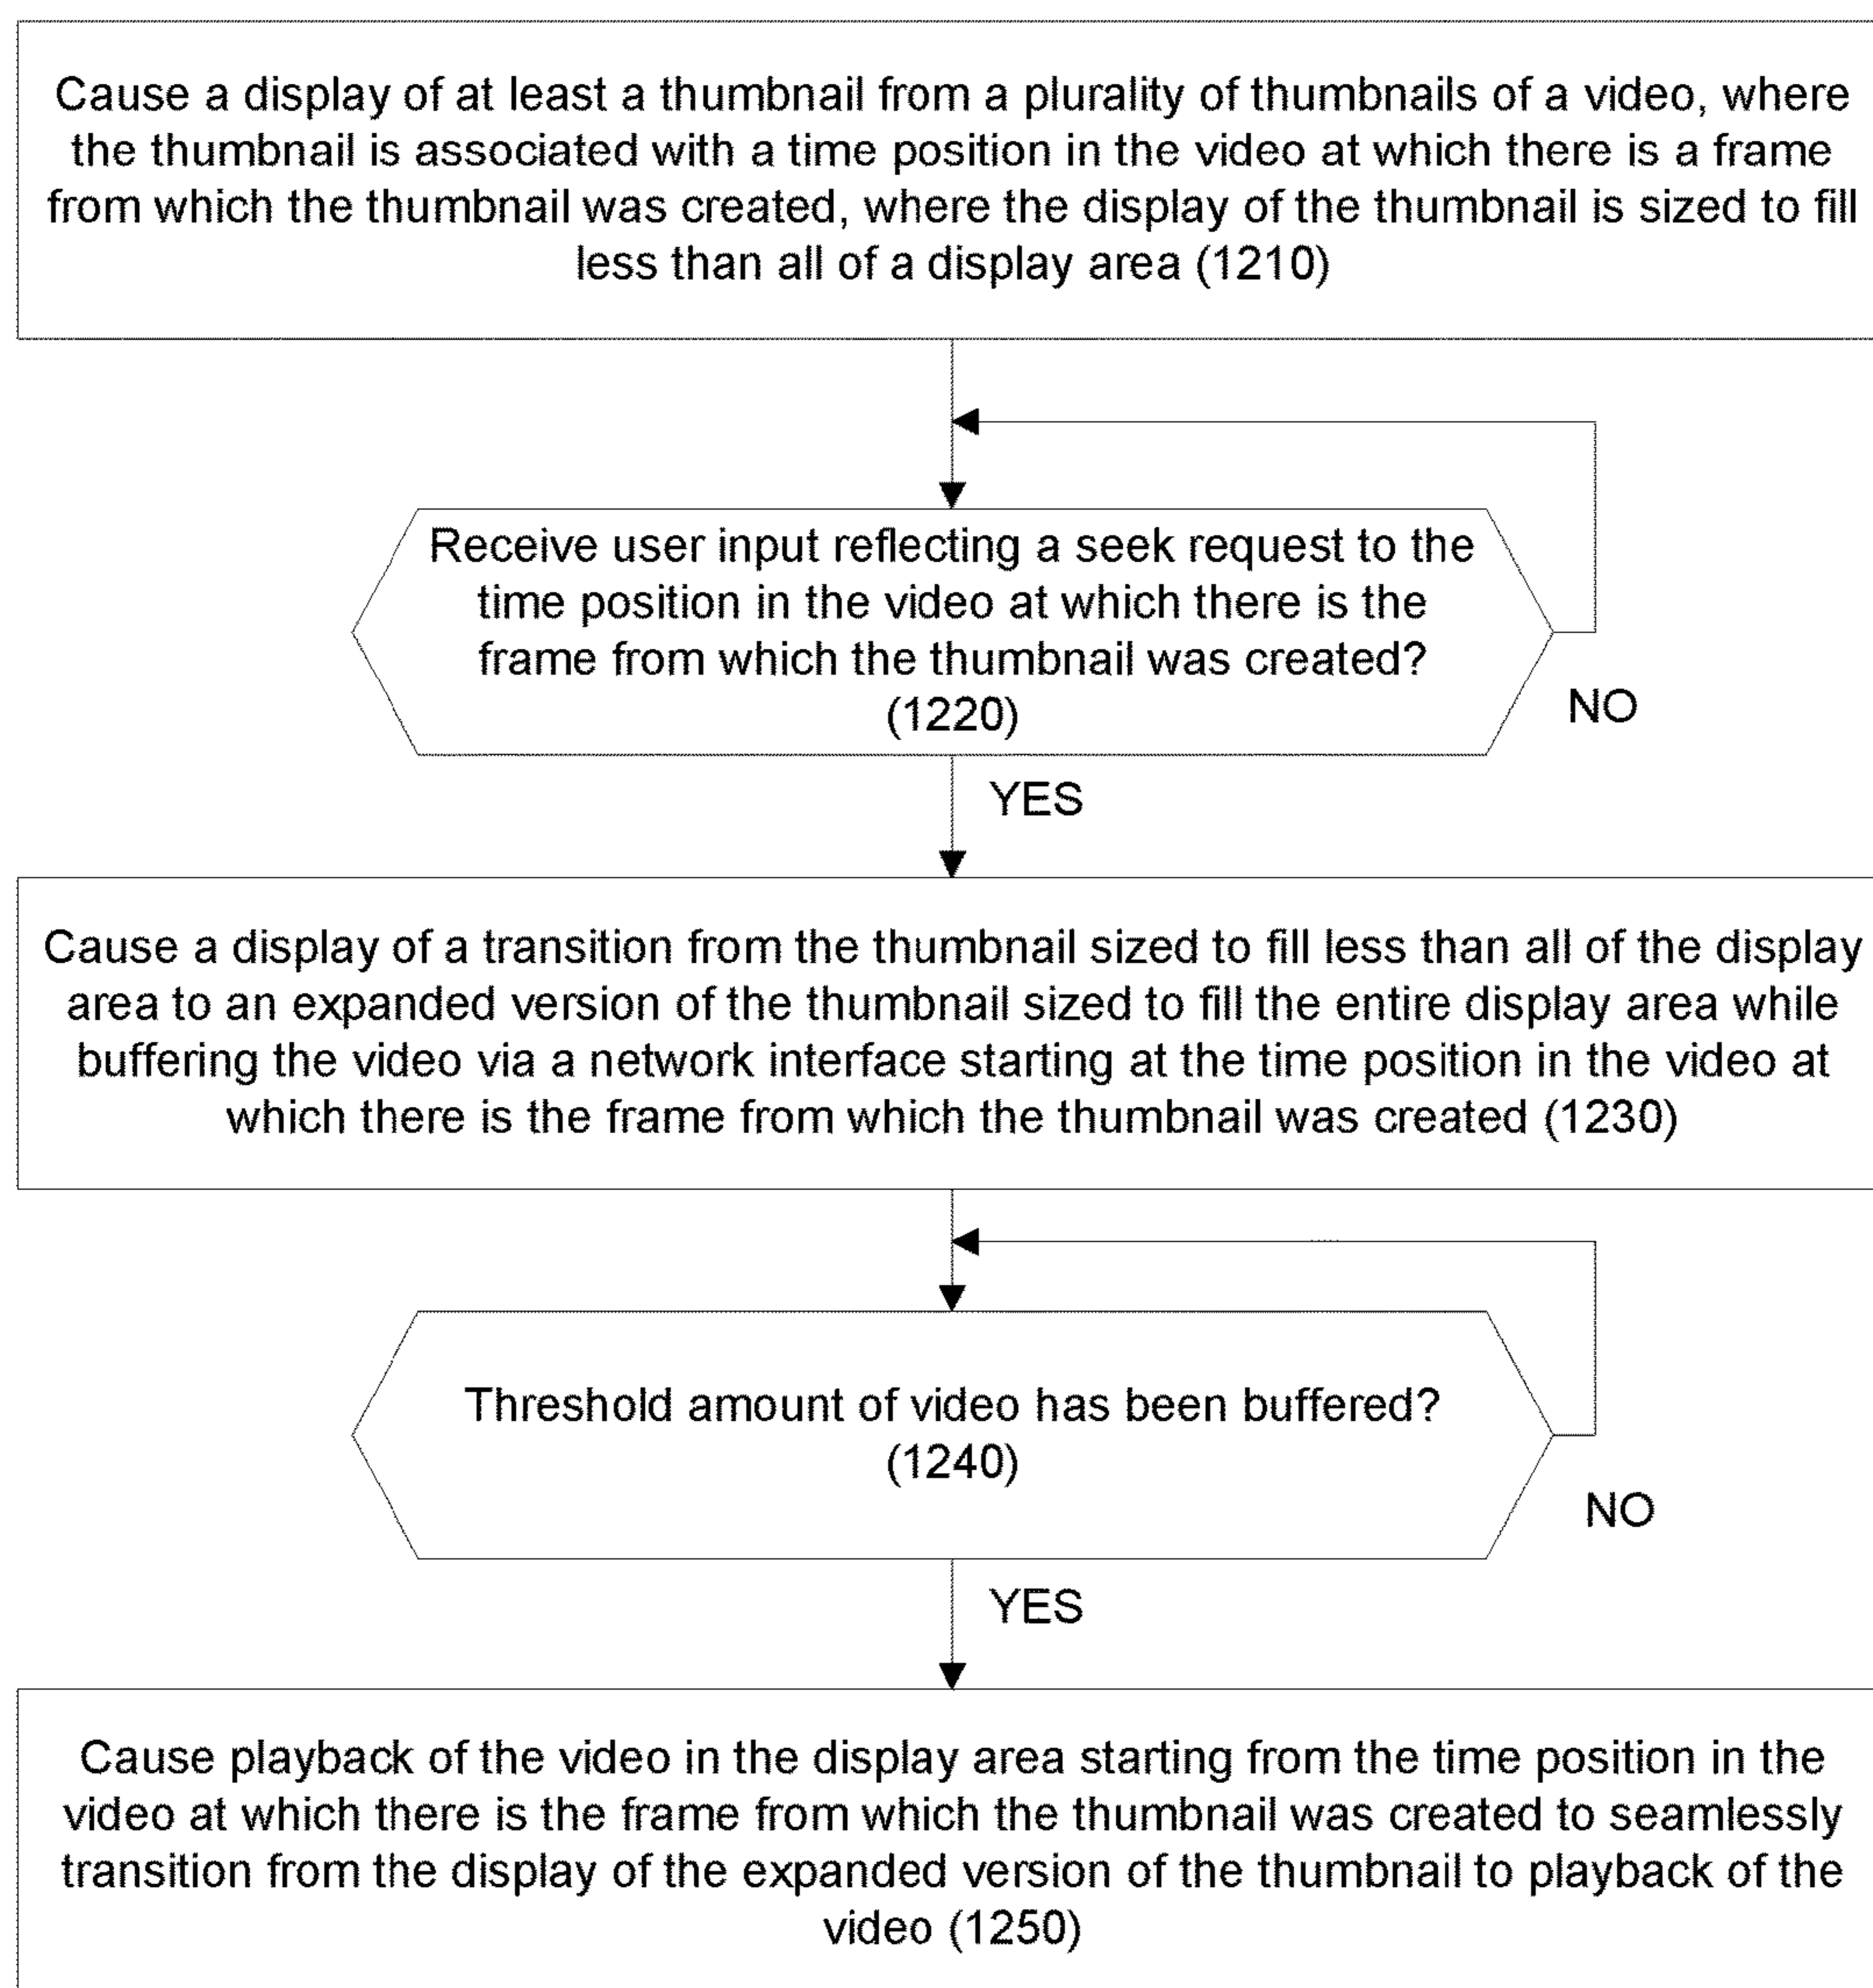 Cause a display of at least a thumbnail from a plurality of thumbnails of a video, where
the thumbnail is associated with a time position in the video at which there is a frame
from which the thumbnail was created, where the display of the thumbnail is sized to fill
less than all of a display area (1210)
Receive user input reflecting a seek request to the
time position in the video at which there is the
frame from which the thumbnail was created?
(1220)
NO
YES
Cause a display of a transition from the thumbnail sized to fill less than all of the display
area to an expanded version of the thumbnail sized to fill the entire display area while
buffering the video via a network interface starting at the time position in the video at
which there is the frame from which the thumbnail was created (1230)
Threshold amount of video has been buffered?
(1240)
NO
YES
Cause playback of the video in the display area starting from the time position in the
video at which there is the frame from which the thumbnail was created to seamlessly
transition from the display of the expanded version of the thumbnail to playback of the
video (1250)